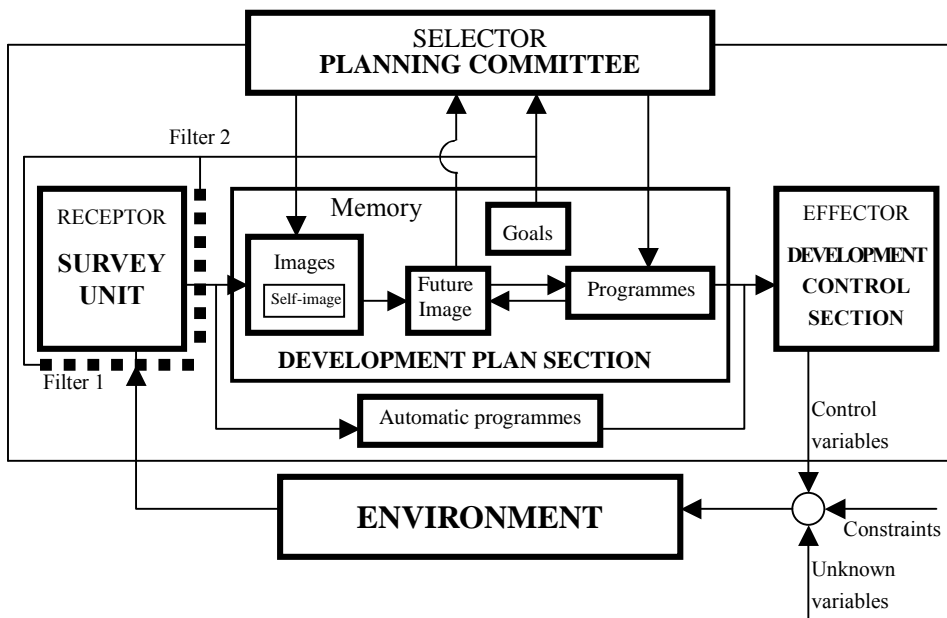 SELECTOR
PLANNING COMMITTEE
Filter 2
RECEPTOR
SURVEY
UNIT
Filter 1
Memory
Images
Self-image
Future
Image
Goals
Programmes
DEVELOPMENT PLAN SECTION
Automatic programmes
EFFECTOR
DEVELOPMENT
CONTROL
SECTION
Control
variables
ENVIRONMENT
Constraints
Unknown
variables